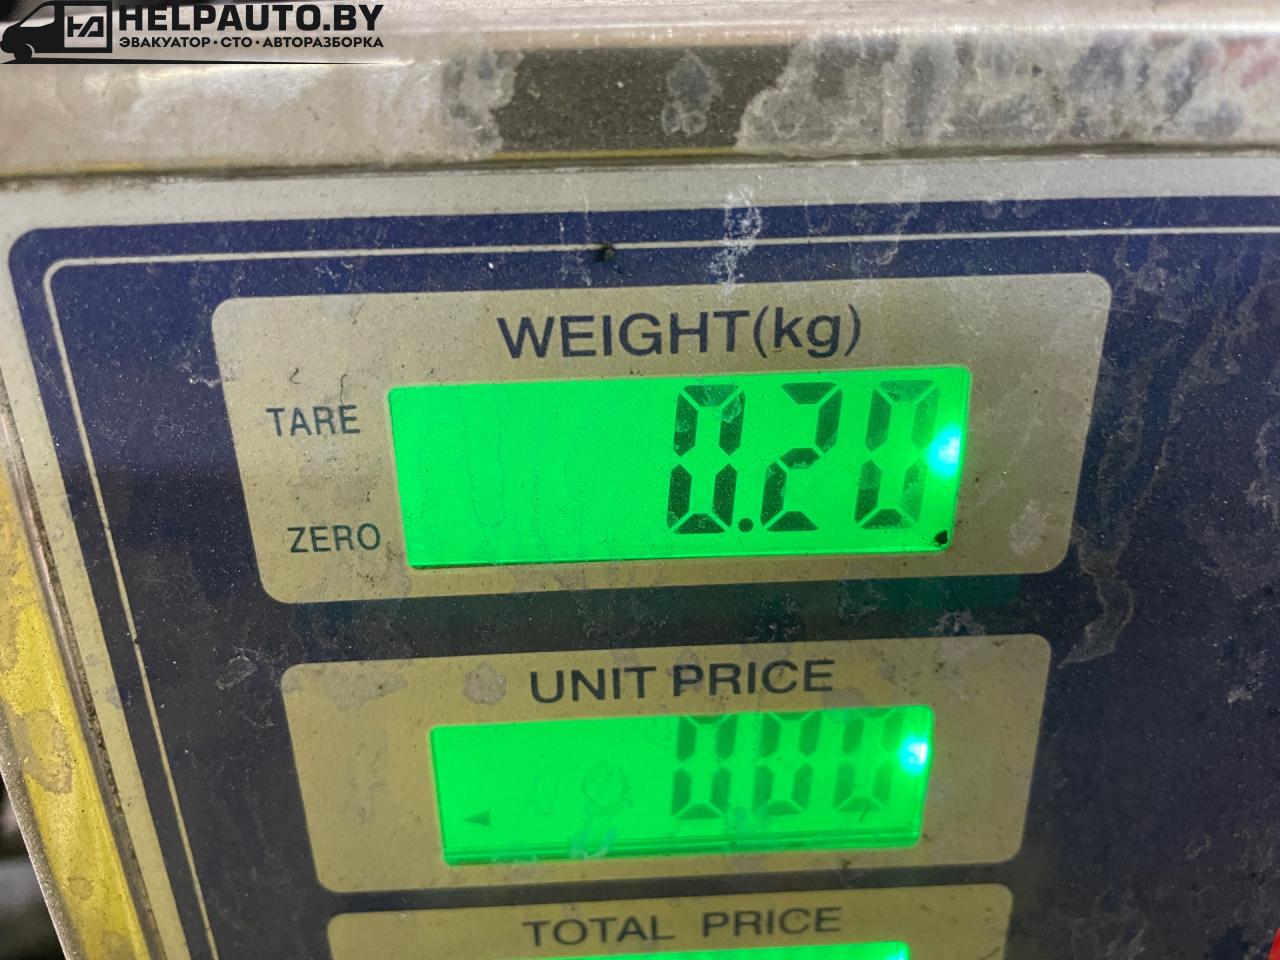 HELPAUTO.BY
ЭВАКУАТОР • СТО • АВТОРАЗБОРКА
WEIGHT(kg)
TARE
0.20
ZERO
UNIT PRICE
0.00
TOTAL PRICE